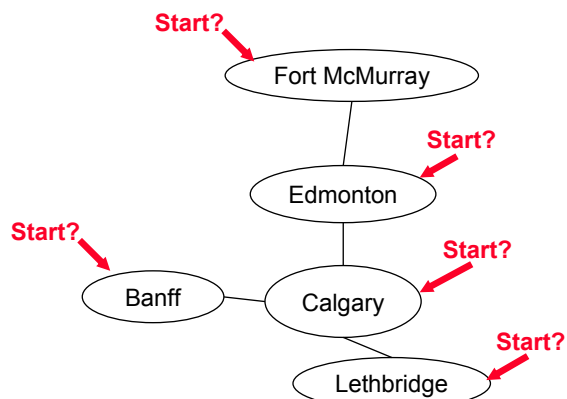 Start?
Fort McMurray
Start?
Edmonton
Start?
Start?
Banff
Calgary
Start?
Lethbridge